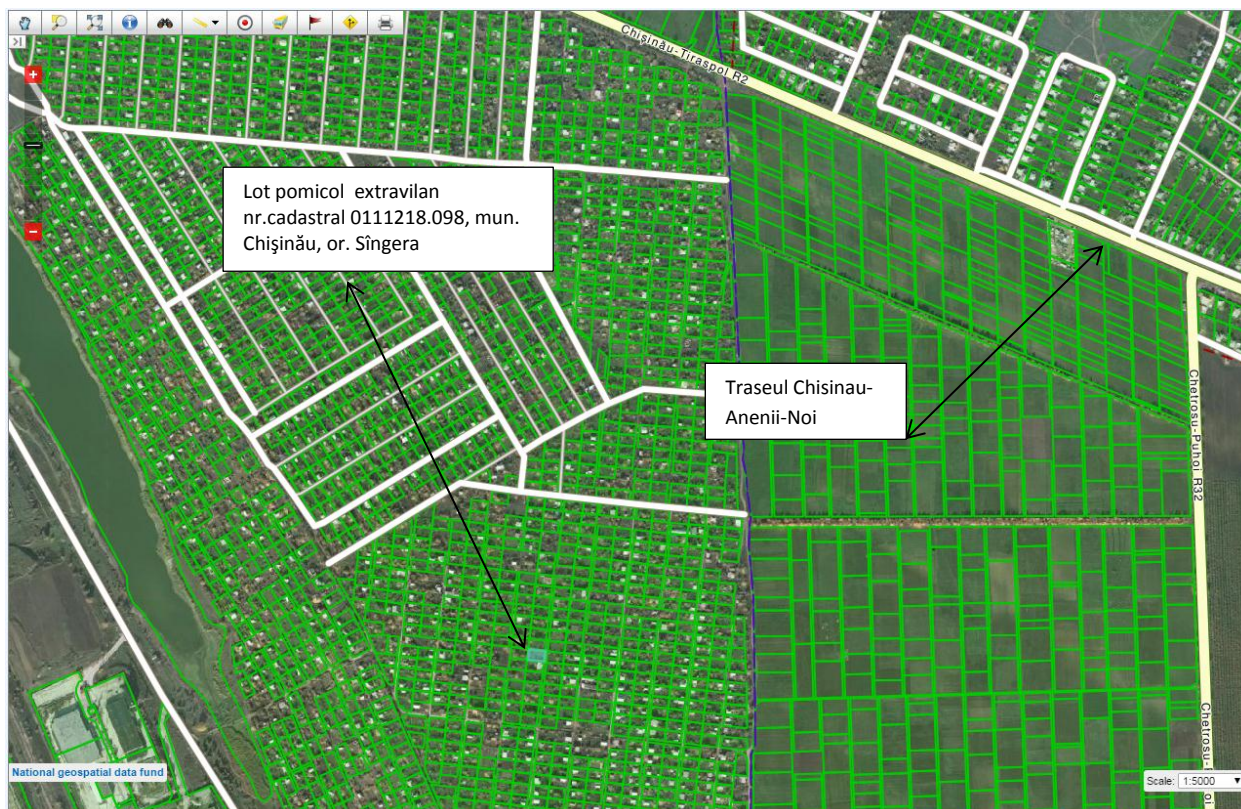 Chişinău-Tiraspol R2
Lot pomicol extravilan
nr.cadastral 0111218.098, mun.
Chişinău, or. Sîngera
Traseul Chisinau-
Anenii-Noi
Chetrosu-Puhoi R32
Chetrosu-
National geospatial data fund
Scale: 1:5000